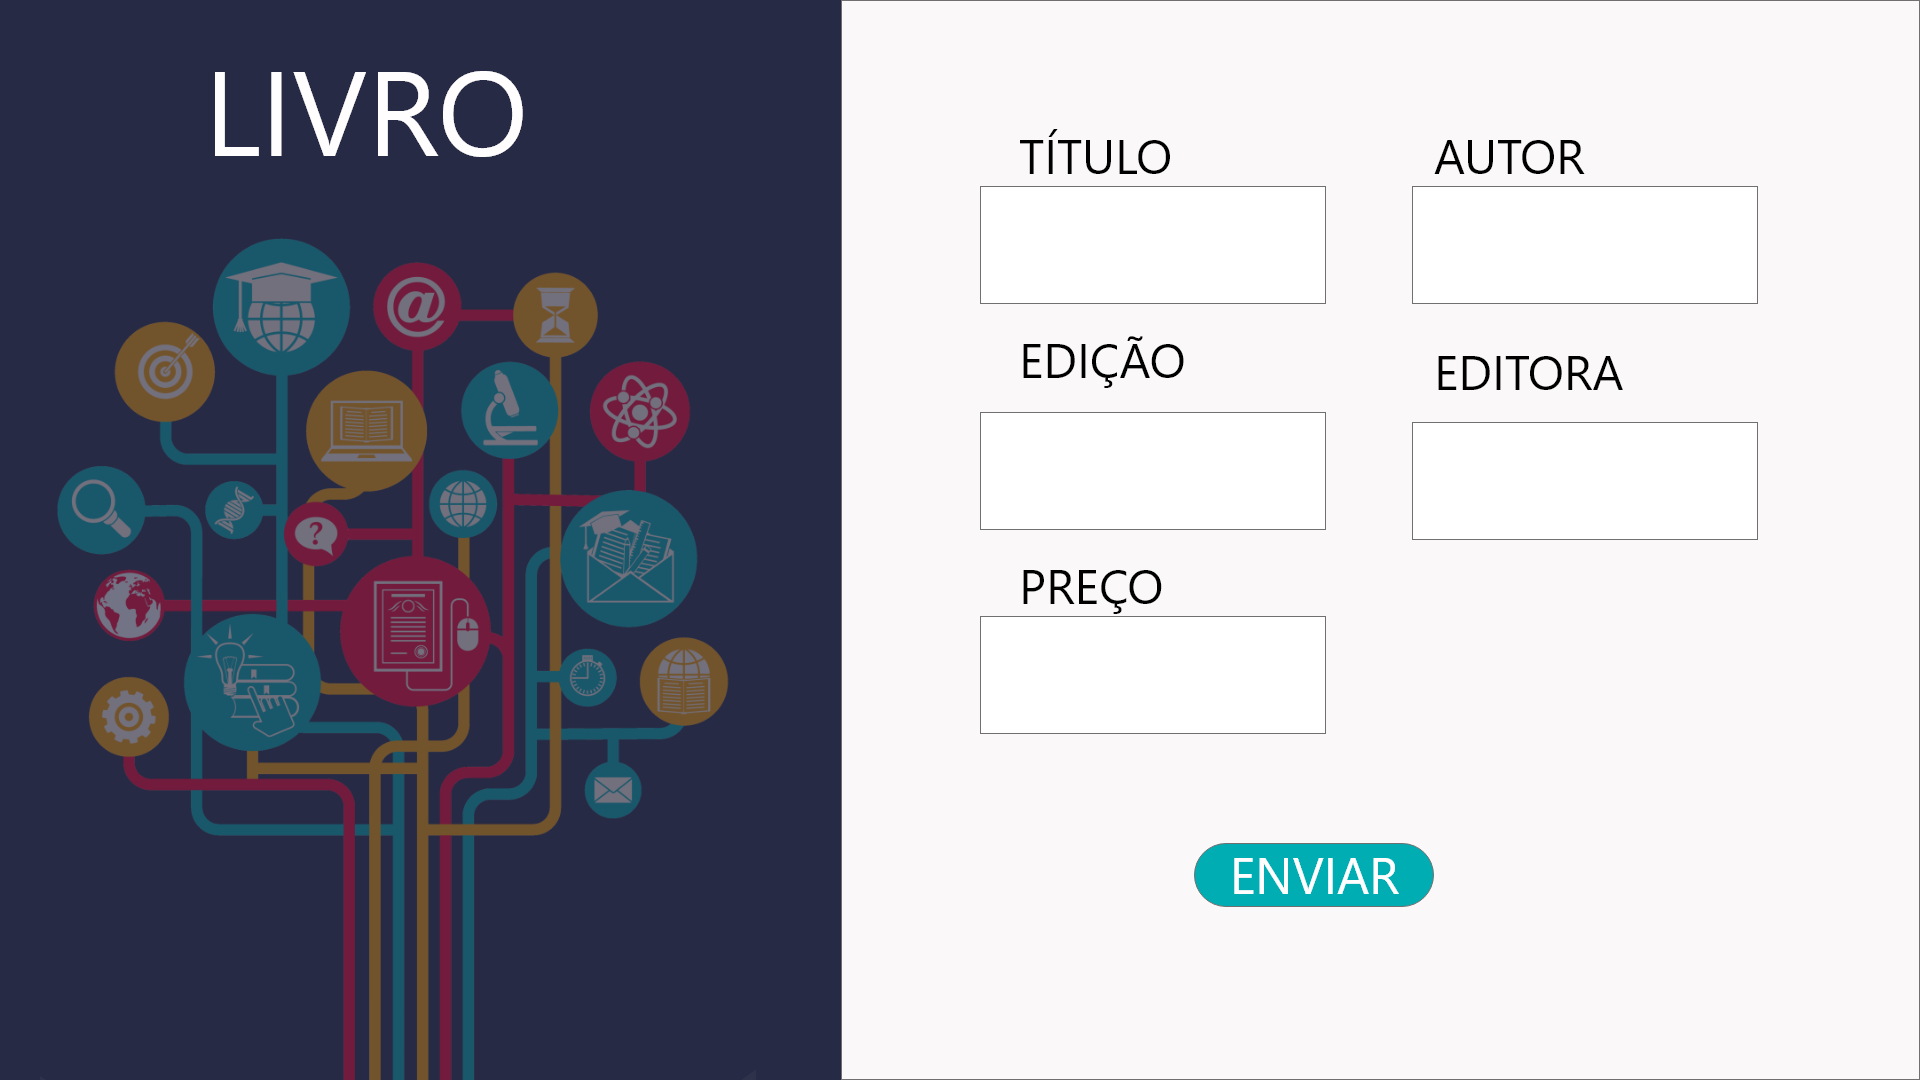 LIVRO
TÍTULO
AUTOR
EDIÇÃO
EDITORA
PREÇO
ENVIAR
@
?